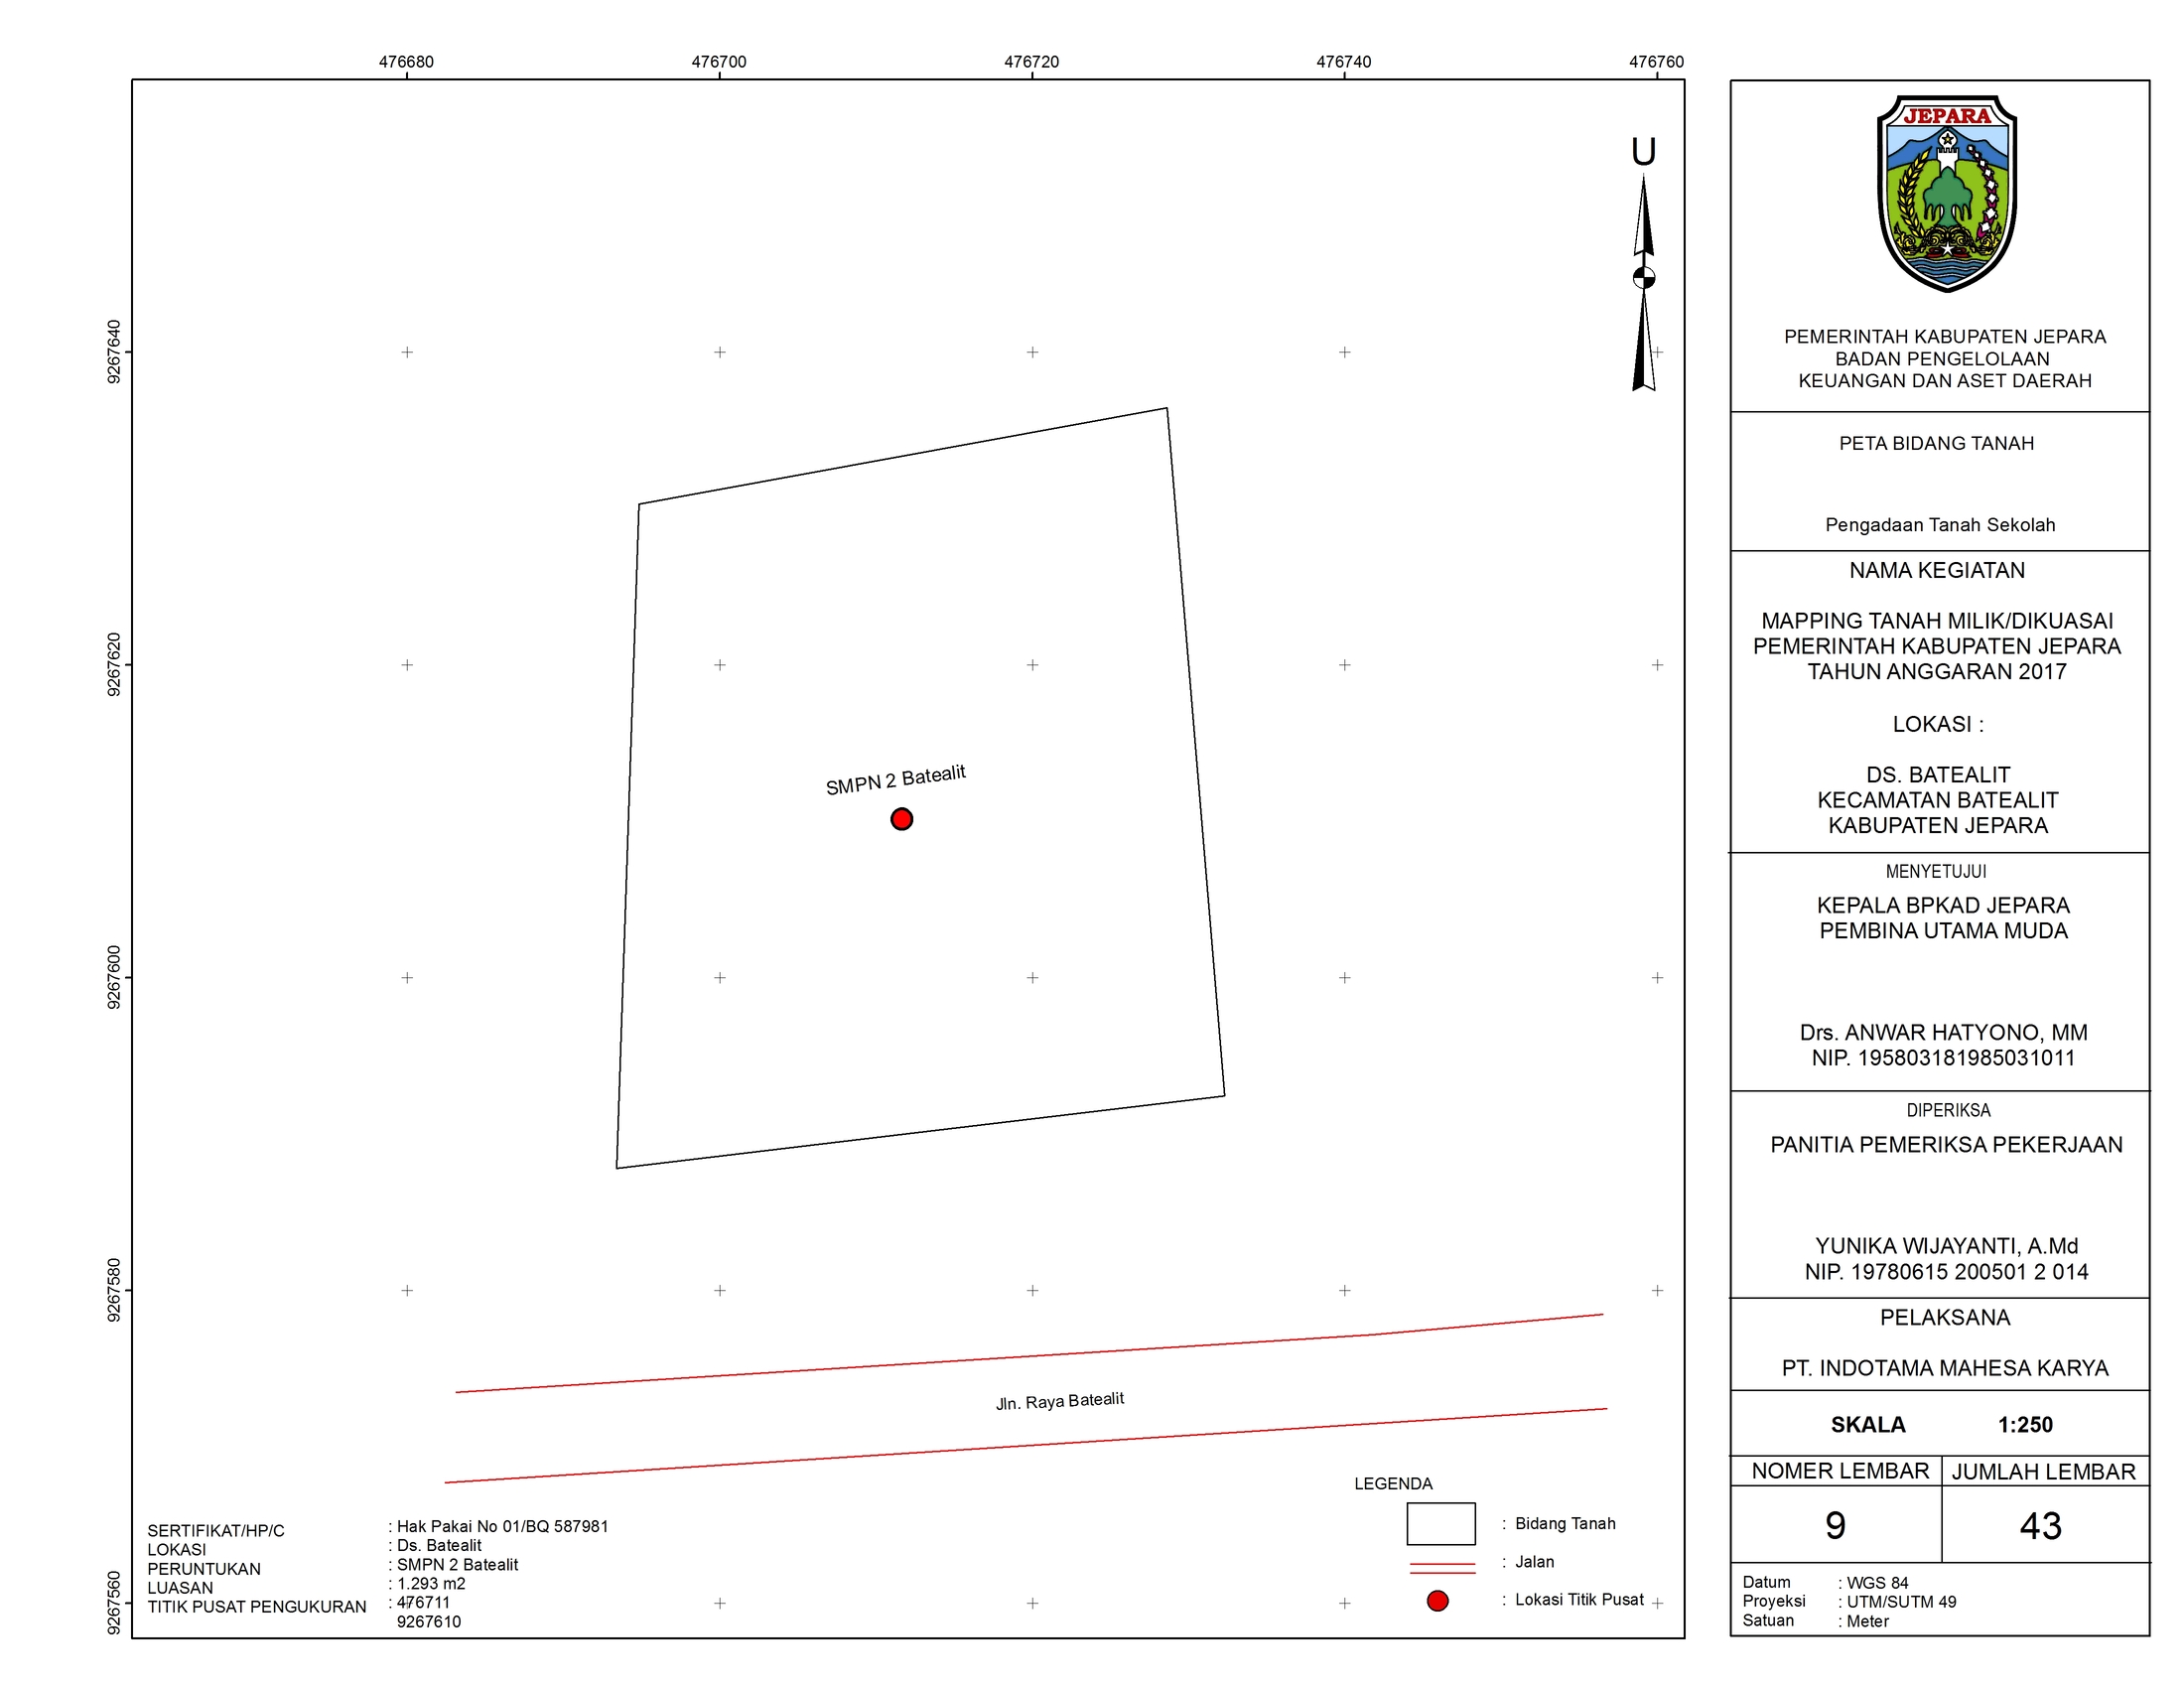 476680
476700
476720
476740
476760
U
9267640
9267620
9267600
9267580
9267560
SMPN 2 Batealit
Jln. Raya Batealit
SERTIFIKAT/HP/C : Hak Pakai No 01/BQ 587981
LOKASI : Ds. Batealit
PERUNTUKAN : SMPN 2 Batealit
LUASAN : 1.293 m2
TITIK PUSAT PENGUKURAN : 476711
9267610
LEGENDA
: Bidang Tanah
: Jalan
: Lokasi Titik Pusat
JEPARA
PEMERINTAH KABUPATEN JEPARA
BADAN PENGELOLAAN
KEUANGAN DAN ASET DAERAH
PETA BIDANG TANAH
Pengadaan Tanah Sekolah
NAMA KEGIATAN
MAPPING TANAH MILIK/DIKUASAI
PEMERINTAH KABUPATEN JEPARA
TAHUN ANGGARAN 2017
LOKASI :
DS. BATEALIT
KECAMATAN BATEALIT
KABUPATEN JEPARA
MENYETUJUI
KEPALA BPKAD JEPARA
PEMBINA UTAMA MUDA
Drs. ANWAR HATYONO, MM
NIP. 195803181985031011
DIPERIKSA
PANITIA PEMERIKSA PEKERJAAN
YUNIKA WIJAYANTI, A.Md
NIP. 19780615 200501 2 014
PELAKSANA
PT. INDOTAMA MAHESA KARYA
SKALA 1:250
NOMER LEMBAR JUMLAH LEMBAR
9 43
Datum : WGS 84
Proyeksi : UTM/SUTM 49
Satuan : Meter